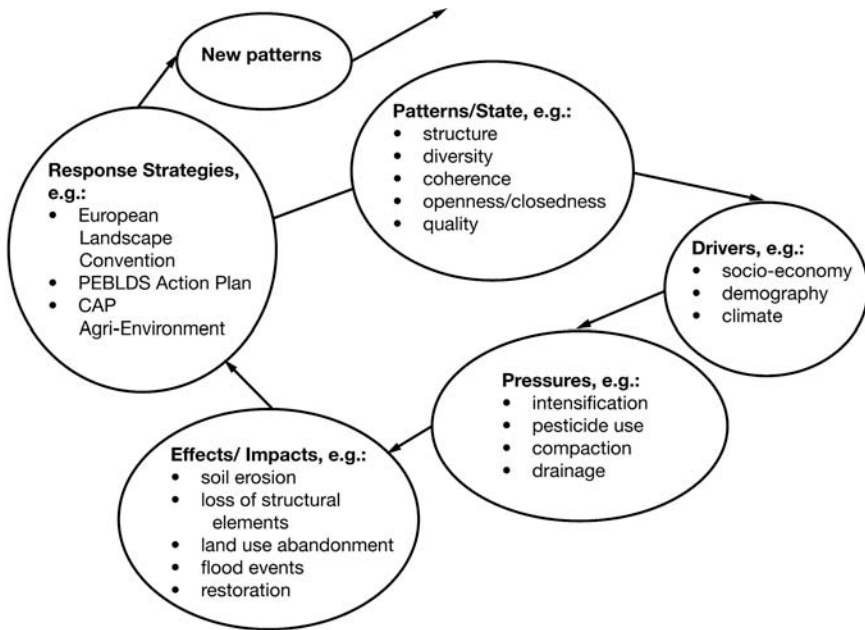 New patterns
Patterns/State, e.g.:
• structure
• diversity
• coherence
• openness/closedness
• quality
Response Strategies,
e.g.:
• European
Landscape
Convention
• PEBLDS Action Plan
• CAP
Agri-Environment
Drivers, e.g.:
• socio-economy
• demography
• climate
Pressures, e.g.:
• intensification
• pesticide use
• compaction
• drainage
Effects/ Impacts, e.g.:
• soil erosion
• loss of structural
elements
• land use abandonment
• flood events
• restoration